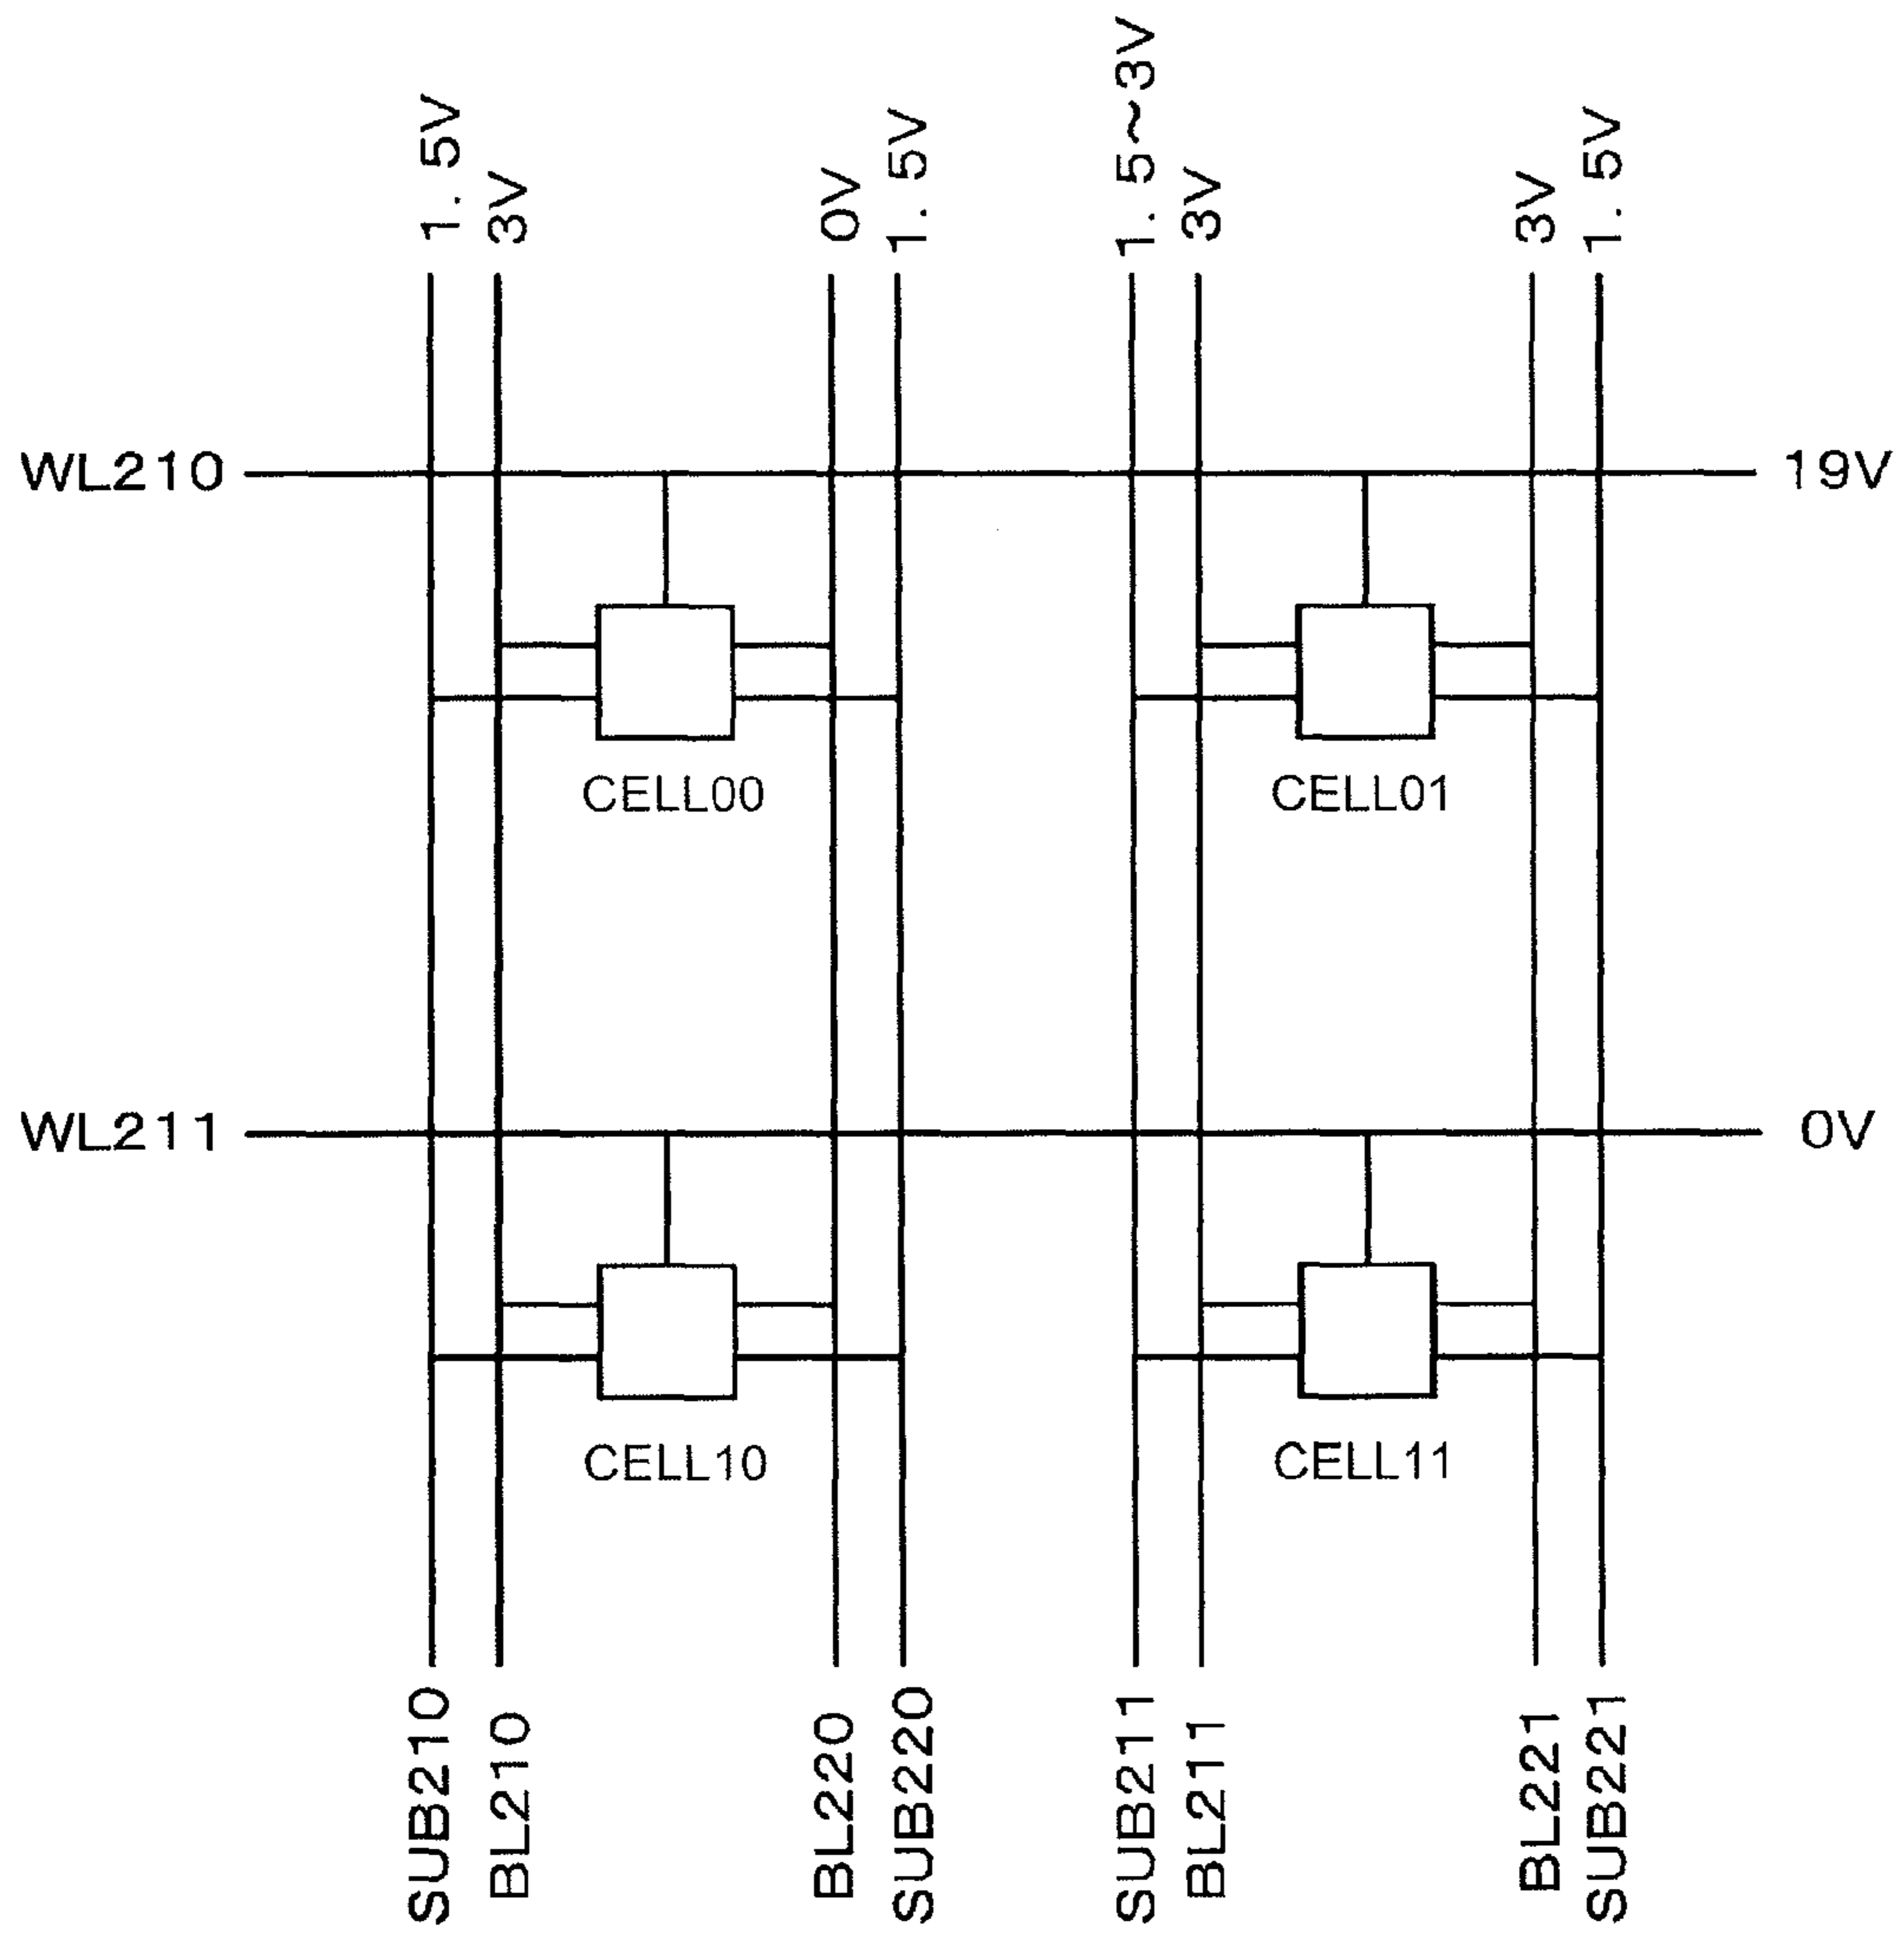 1. 5V
3V
0V
1. 5V
1. 5~3V
3V
3V
1. 5V
WL210
19V
CELL00
CELL01
WL211
0V
CELL10
CELL11
SUB210
BL210
BL220
SUB220
SUB211
BL211
BL221
SUB221